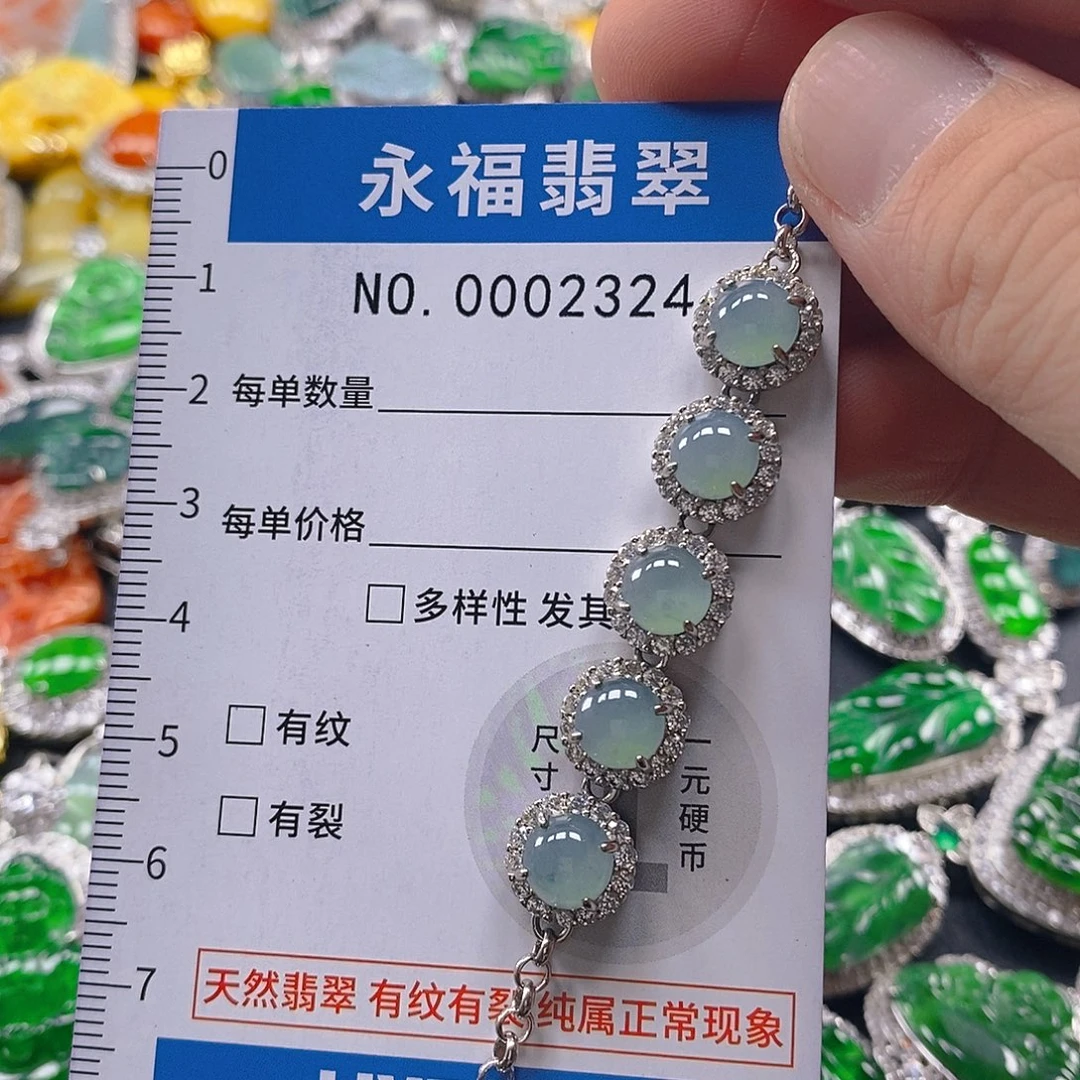 永福翡翠
NO. 0002324
每单数量
每单价格
□多样性 发其
□有纹
□有裂
尺寸
一元硬币
天然翡翠 有纹有裂 纯属正常现象
0
1
2
3
4
5
6
7